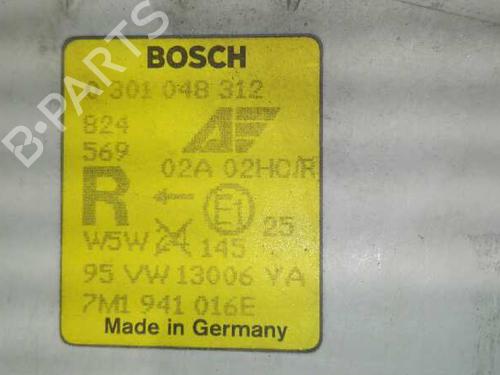 BOSCH
0 301 048 312
824
569
02A 02HC/R
R
E1
25
W5W 24 145
95 VW 13006 YA
7M1 941 016E
Made in Germany
B-PARTS